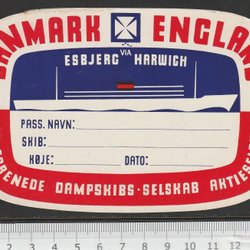 DANMARK ENGLAND
ESBJERG VIA HARWICH
PASS. NAVN:
SKIB:
KØJE: DATO:
DAMPSKIBS-SELSKAB